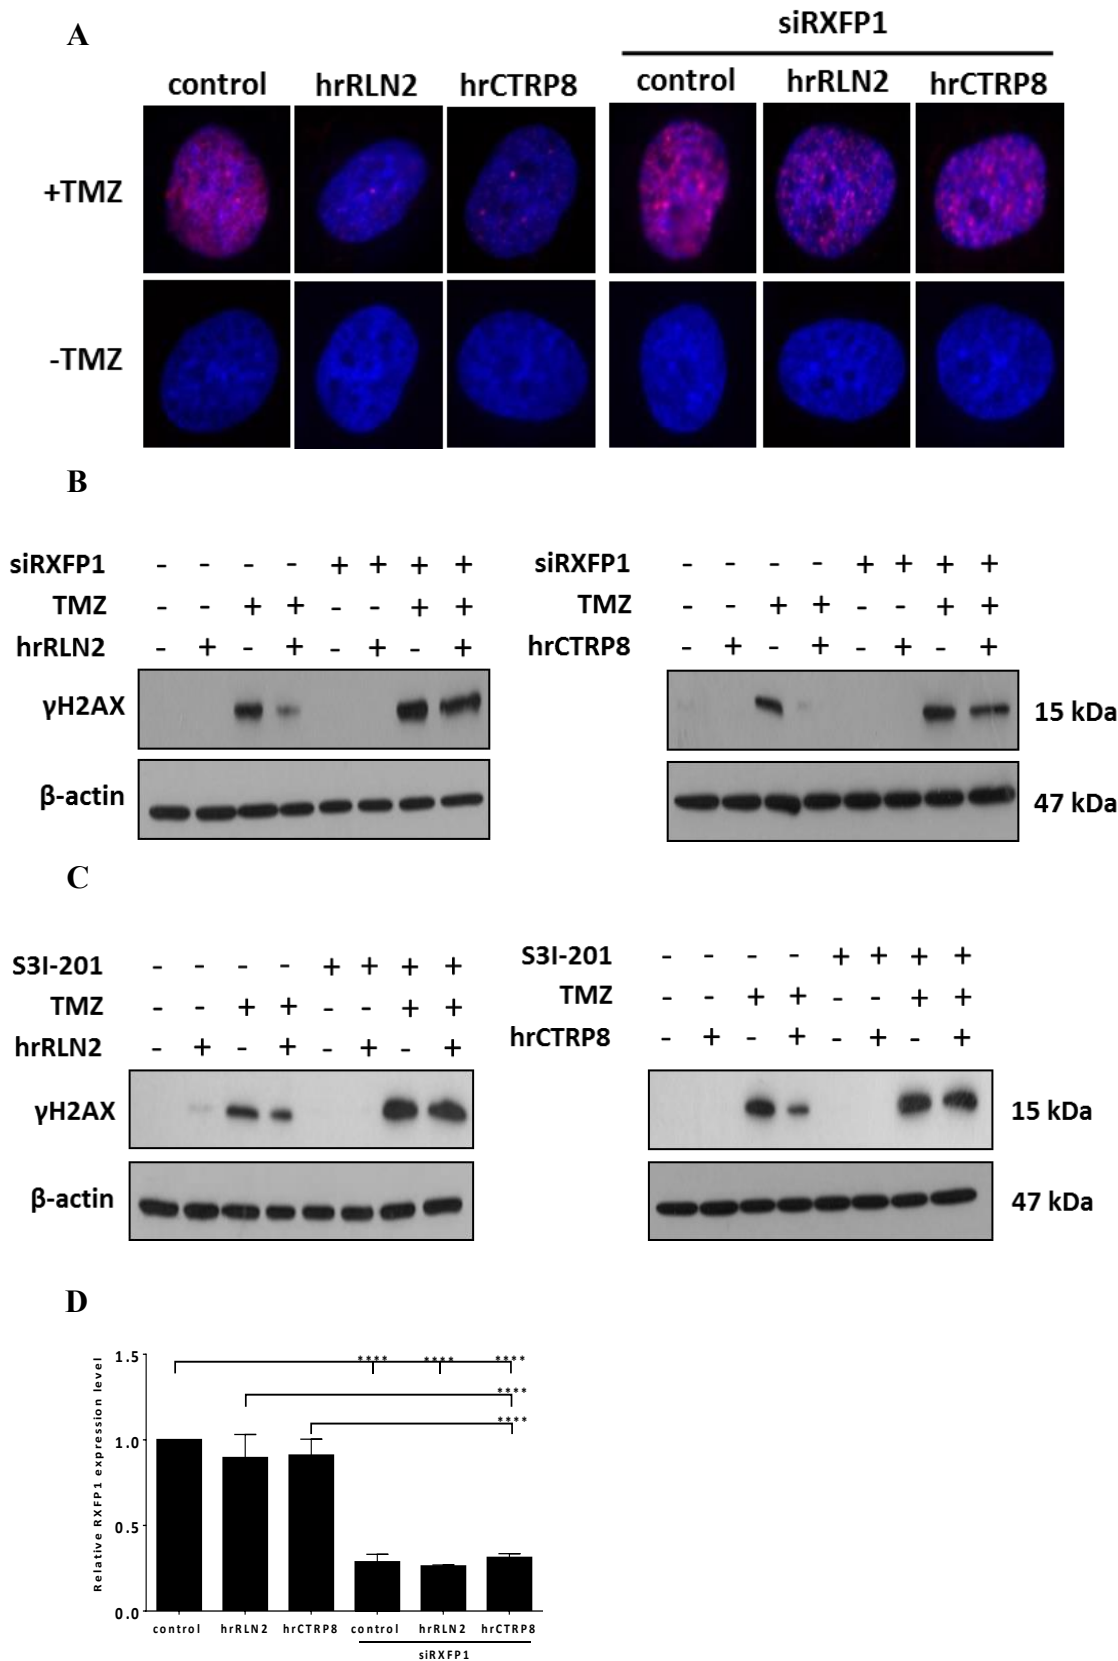 A
siRXFP1
control hrRLN2 hrCTRP8 control hrRLN2 hrCTRP8
+TMZ
-TMZ
B
siRXFP1 - - - - + + + +
TMZ - - + + - - + +
hrRLN2 - + - + - + - +
γH2AX
β-actin
siRXFP1 - - - - + + + +
TMZ - - + + - - + +
hrCTRP8 - + - + - + - +
15 kDa
47 kDa
C
S3I-201 - - - - + + + +
TMZ - - + + - - + +
hrRLN2 - + - + - + - +
γH2AX
β-actin
S3I-201 - - - - + + + +
TMZ - - + + - - + +
hrCTRP8 - + - + - + - +
15 kDa
47 kDa
D
Relative RXFP1 expression level
1.5
1.0
0.5
0.0
**** **** ****
****
****
control hrRLN2 hrCTRP8 control hrRLN2 hrCTRP8
siRXFP1